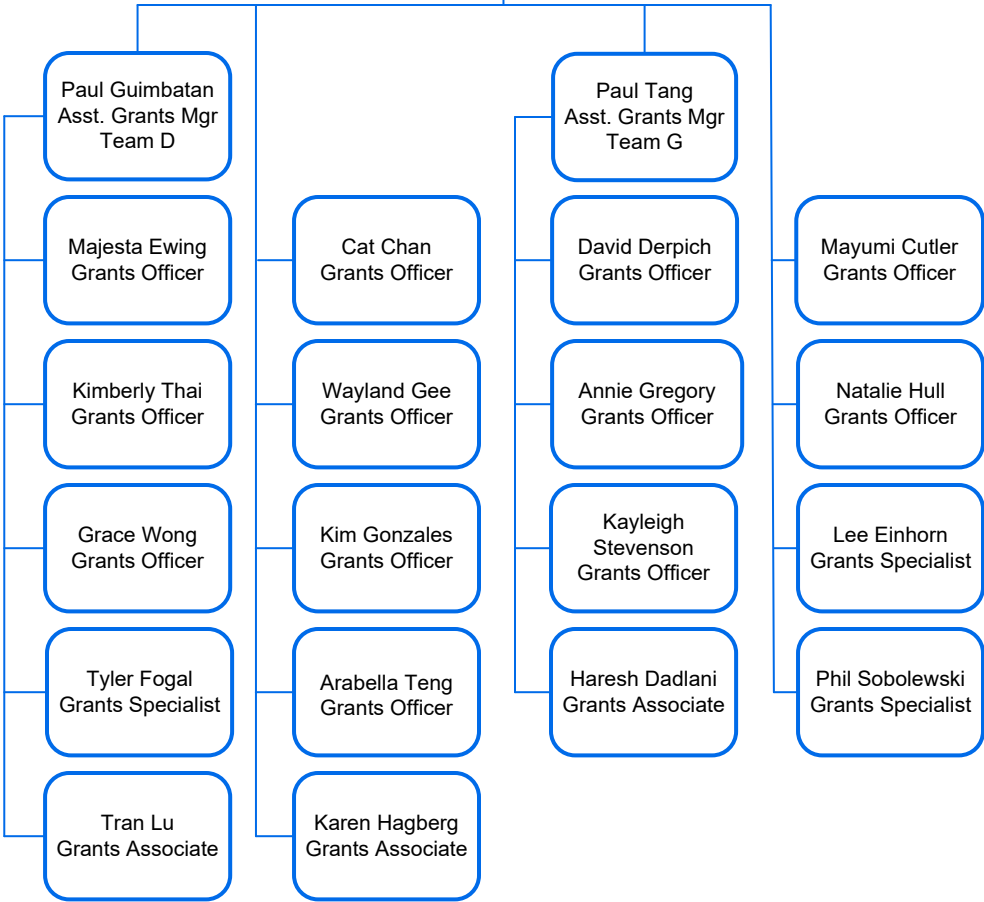 Paul Guimbatan
Asst. Grants Mgr
Team D
Majesta Ewing
Grants Officer
Kimberly Thai
Grants Officer
Grace Wong
Grants Officer
Tyler Fogal
Grants Specialist
Tran Lu
Grants Associate
Cat Chan
Grants Officer
Wayland Gee
Grants Officer
Kim Gonzales
Grants Officer
Arabella Teng
Grants Officer
Karen Hagberg
Grants Associate
Paul Tang
Asst. Grants Mgr
Team G
David Derpich
Grants Officer
Annie Gregory
Grants Officer
Kayleigh
Stevenson
Grants Officer
Haresh Dadlani
Grants Associate
Mayumi Cutler
Grants Officer
Natalie Hull
Grants Officer
Lee Einhorn
Grants Specialist
Phil Sobolewski
Grants Specialist